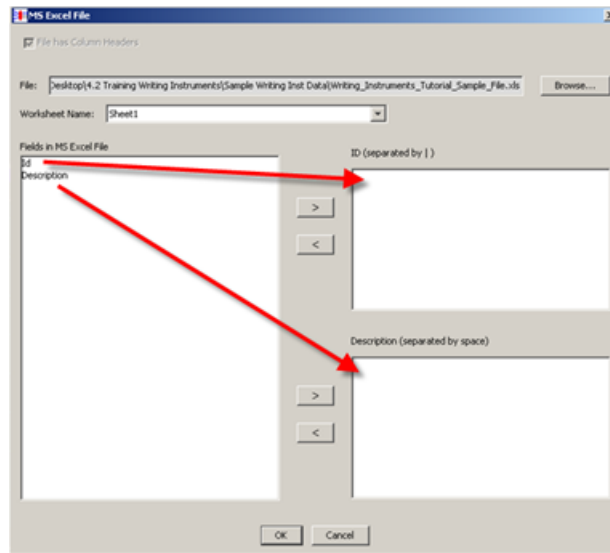 MS Excel File
File has Column Headers
File: Desktop\4.2 Training Writing Instruments\Sample Writing Inst Data\Writing_Instruments_Tutorial_Sample_File.xls Browse...
Worksheet Name: Sheet1
Fields in MS Excel File
Id
Description
ID (separated by | )
>
<
Description (separated by space)
>
<
OK Cancel